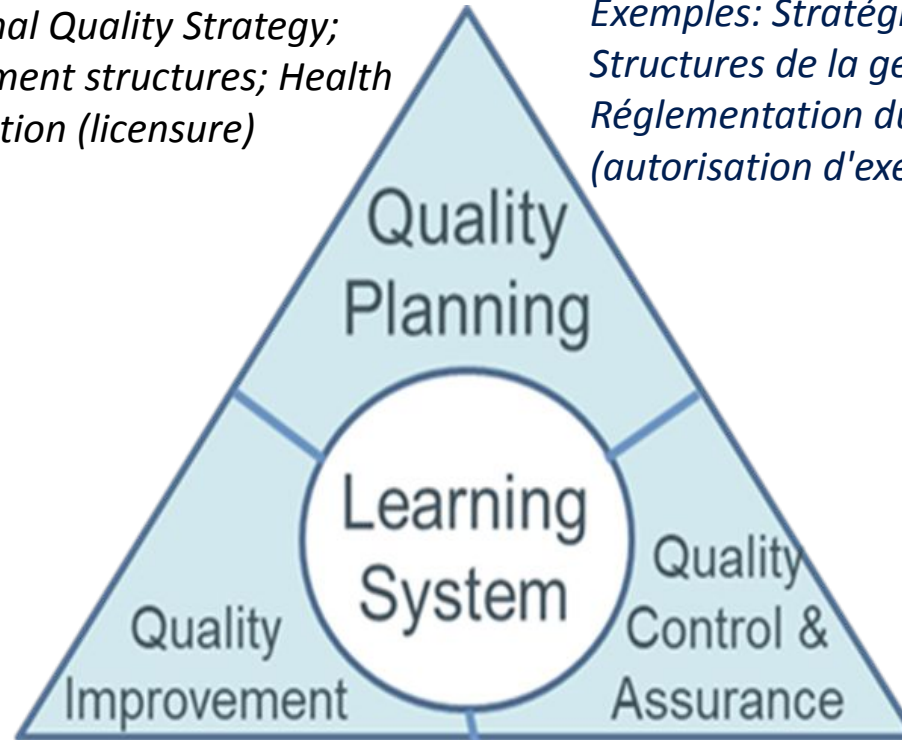 nal Quality Strategy;
ment structures; Health
tion (licensure)
Exemples: Stratégi
Structures de la ge
Réglementation du
(autorisation d'exe
Quality
Planning
Learning
System
Quality
Improvement
Quality
Control &
Assurance